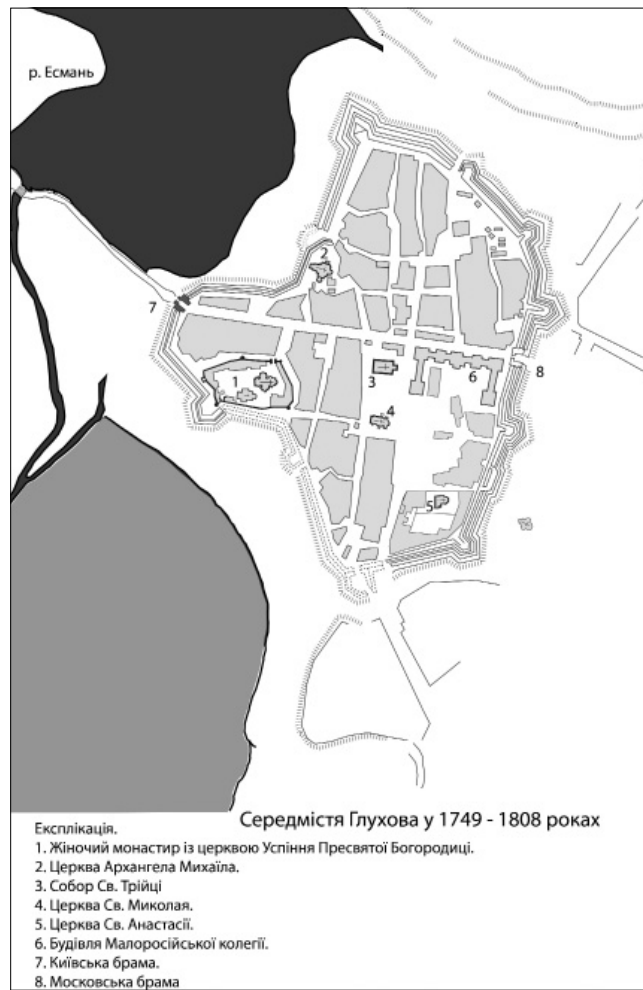 р. Есмань
2
7
1
3
6
8
4
5
Середмістя Глухова у 1749 - 1808 роках
Експлікація.
1. Жіночий монастир із церквою Успіння Пресвятої Богородиці.
2. Церква Архангела Михаїла.
3. Собор Св. Трійці
4. Церква Св. Миколая.
5. Церква Св. Анастасії.
6. Будівля Малоросійської колегії.
7. Київська брама.
8. Московська брама